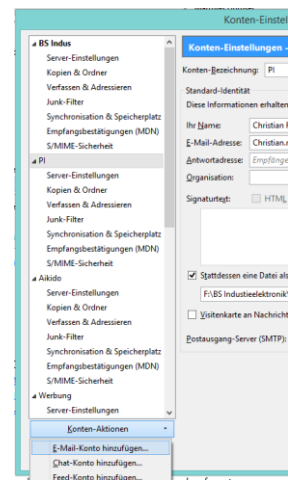 Konten-Einstel
BS Indus
Server-Einstellungen
Kopien & Ordner
Verfassen & Adressieren
Junk-Filter
Synchronisation & Speicherplatz
Empfangsbestätigungen (MDN)
S/MIME-Sicherheit
PI
Server-Einstellungen
Kopien & Ordner
Verfassen & Adressieren
Junk-Filter
Synchronisation & Speicherplatz
Empfangsbestätigungen (MDN)
S/MIME-Sicherheit
Aikido
Server-Einstellungen
Kopien & Ordner
Verfassen & Adressieren
Junk-Filter
Synchronisation & Speicherplatz
Empfangsbestätigungen (MDN)
S/MIME-Sicherheit
Werbung
Server-Einstellungen
Konten-Aktionen
E-Mail-Konto hinzufügen...
Chat-Konto hinzufügen...
Feed-Konto hinzufügen...
Konten-Einstellungen -
Konten-Bezeichnung: PI
Standard-Identität
Diese Informationen erhalten
Ihr Name: Christian
E-Mail-Adresse: Christian.
Antwortadresse: Empfänge
Organisation:
Signaturtext: HTML
Stattdessen eine Datei als
F:\BS Industieelektronik\
Visitenkarte an Nachricht
Postausgang-Server (SMTP):